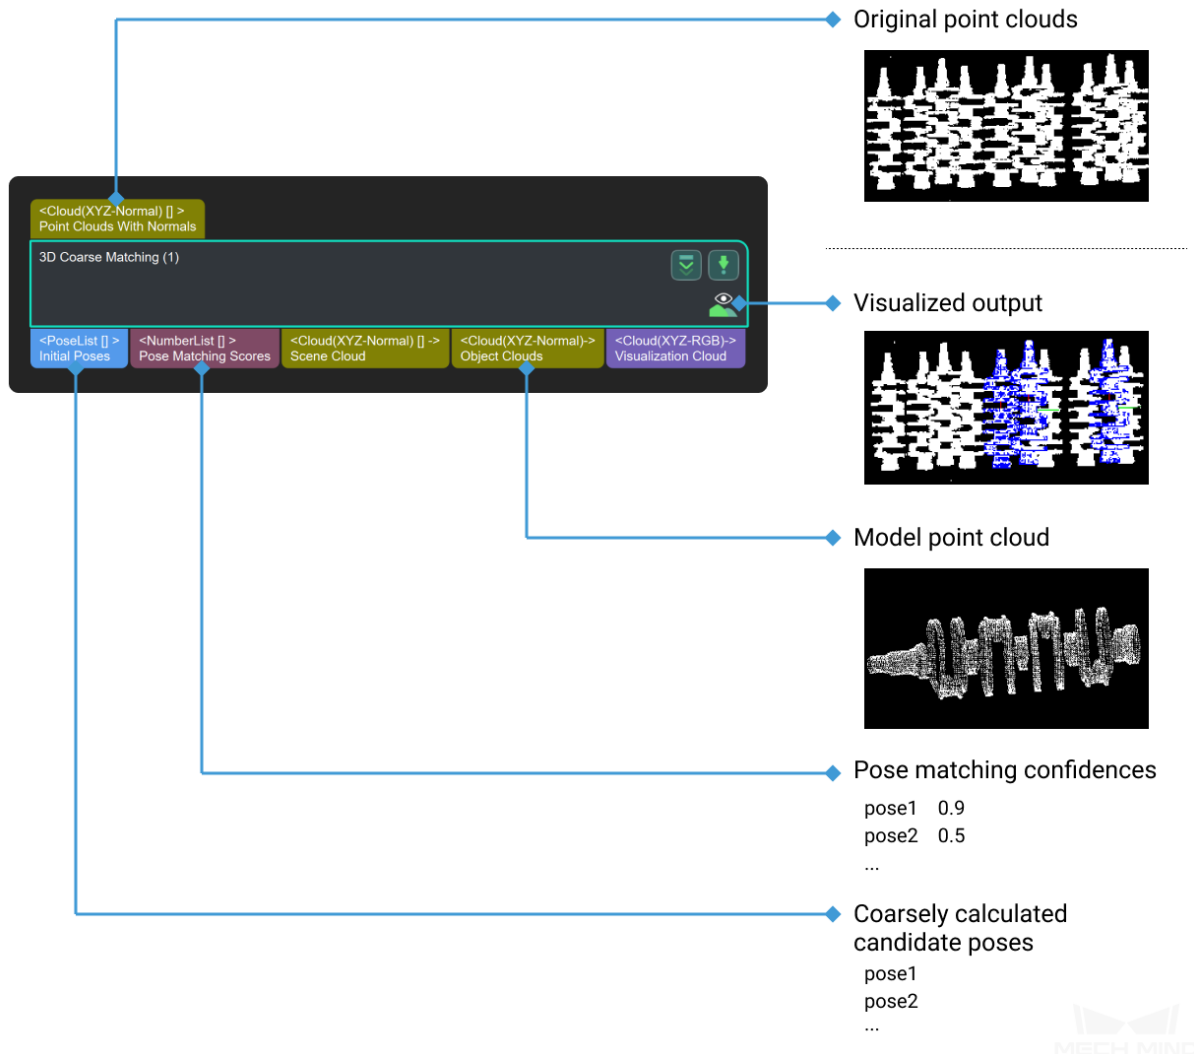 Original point clouds
<Cloud(XYZ-Normal) [] >
Point Clouds With Normals
3D Coarse Matching (1)
<PoseList [] >
Initial Poses
<NumberList [] >
Pose Matching Scores
<Cloud(XYZ-Normal) [] ->
Scene Cloud
<Cloud(XYZ-Normal)->
Object Clouds
<Cloud(XYZ-RGB)->
Visualization Cloud
Visualized output
Model point cloud
Pose matching confidences
pose1 0.9
pose2 0.5
...
Coarsely calculated
candidate poses
pose1
pose2
...
MECH MIND